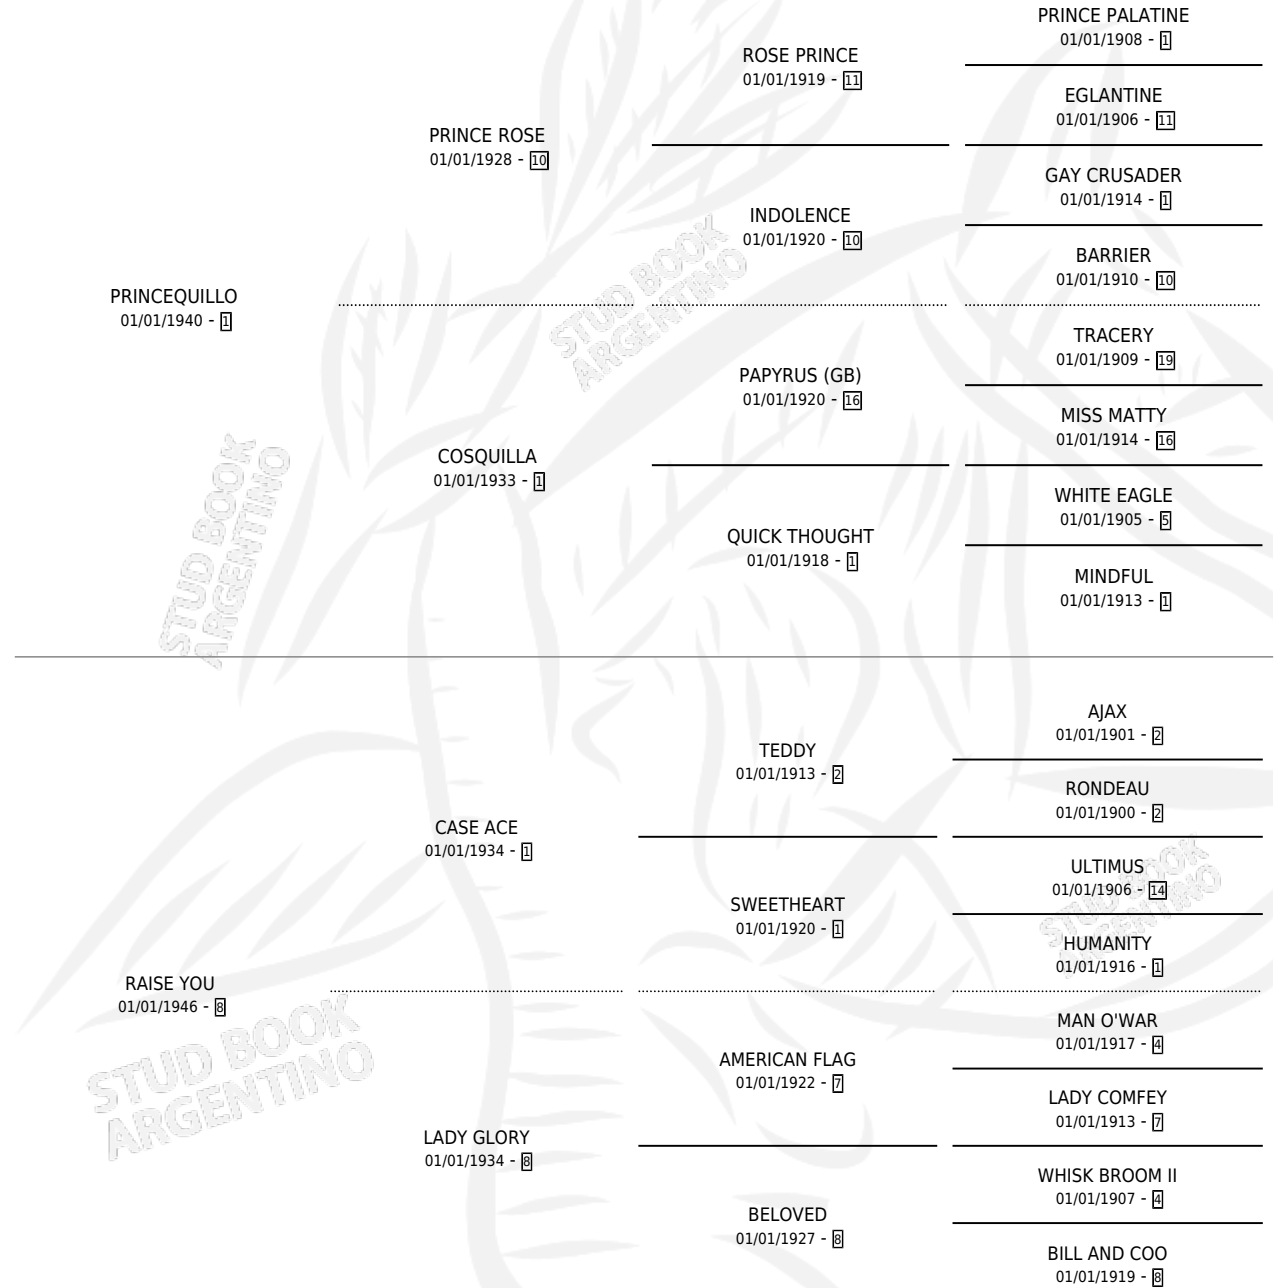 PRINCEQUILLO
01/01/1940 - 1
PRINCE ROSE
01/01/1928 - 10
ROSE PRINCE
01/01/1919 - 11
PRINCE PALATINE
01/01/1908 - 1
EGLANTINE
01/01/1906 - 11
INDOLENCE
01/01/1920 - 10
GAY CRUSADER
01/01/1914 - 1
BARRIER
01/01/1910 - 10
COSQUILLA
01/01/1933 - 1
PAPYRUS (GB)
01/01/1920 - 16
TRACERY
01/01/1909 - 19
MISS MATTY
01/01/1914 - 16
QUICK THOUGHT
01/01/1918 - 1
WHITE EAGLE
01/01/1905 - 5
MINDFUL
01/01/1913 - 1
RAISE YOU
01/01/1946 - 8
CASE ACE
01/01/1934 - 1
TEDDY
01/01/1913 - 2
AJAX
01/01/1901 - 2
RONDEAU
01/01/1900 - 2
SWEETHEART
01/01/1920 - 1
ULTIMUS
01/01/1906 - 14
HUMANITY
01/01/1916 - 1
LADY GLORY
01/01/1934 - 8
AMERICAN FLAG
01/01/1922 - 7
MAN O'WAR
01/01/1917 - 4
LADY COMFEY
01/01/1913 - 7
BELOVED
01/01/1927 - 8
WHISK BROOM II
01/01/1907 - 4
BILL AND COO
01/01/1919 - 8
STUD BOOK
ARGENTINO
STUD BOOK
ARGENTINO
STUD BOOK
ARGENTINO
STUD BOOK
ARGENTINO